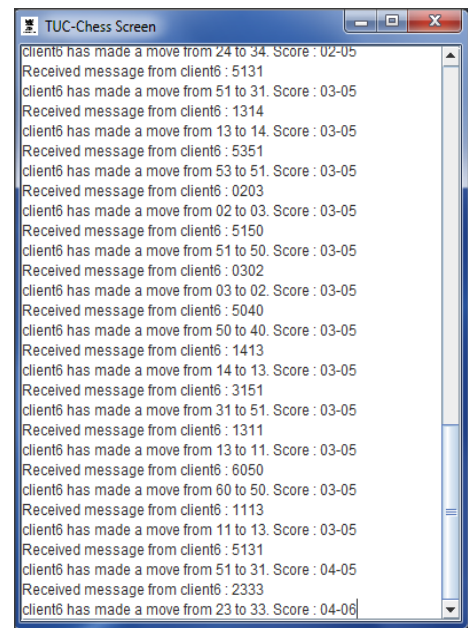 TUC-Chess Screen
client6 has made a move from 24 to 34. Score : 02-05
Received message from client6 : 5131
client6 has made a move from 51 to 31. Score : 03-05
Received message from client6 : 1314
client6 has made a move from 13 to 14. Score : 03-05
Received message from client6 : 5351
client6 has made a move from 53 to 51. Score : 03-05
Received message from client6 : 0203
client6 has made a move from 02 to 03. Score : 03-05
Received message from client6 : 5150
client6 has made a move from 51 to 50. Score : 03-05
Received message from client6 : 0302
client6 has made a move from 03 to 02. Score : 03-05
Received message from client6 : 5040
client6 has made a move from 50 to 40. Score : 03-05
Received message from client6 : 1413
client6 has made a move from 14 to 13. Score : 03-05
Received message from client6 : 3151
client6 has made a move from 31 to 51. Score : 03-05
Received message from client6 : 1311
client6 has made a move from 13 to 11. Score : 03-05
Received message from client6 : 6050
client6 has made a move from 60 to 50. Score : 03-05
Received message from client6 : 1113
client6 has made a move from 11 to 13. Score : 03-05
Received message from client6 : 5131
client6 has made a move from 51 to 31. Score : 04-05
Received message from client6 : 2333
client6 has made a move from 23 to 33. Score : 04-06